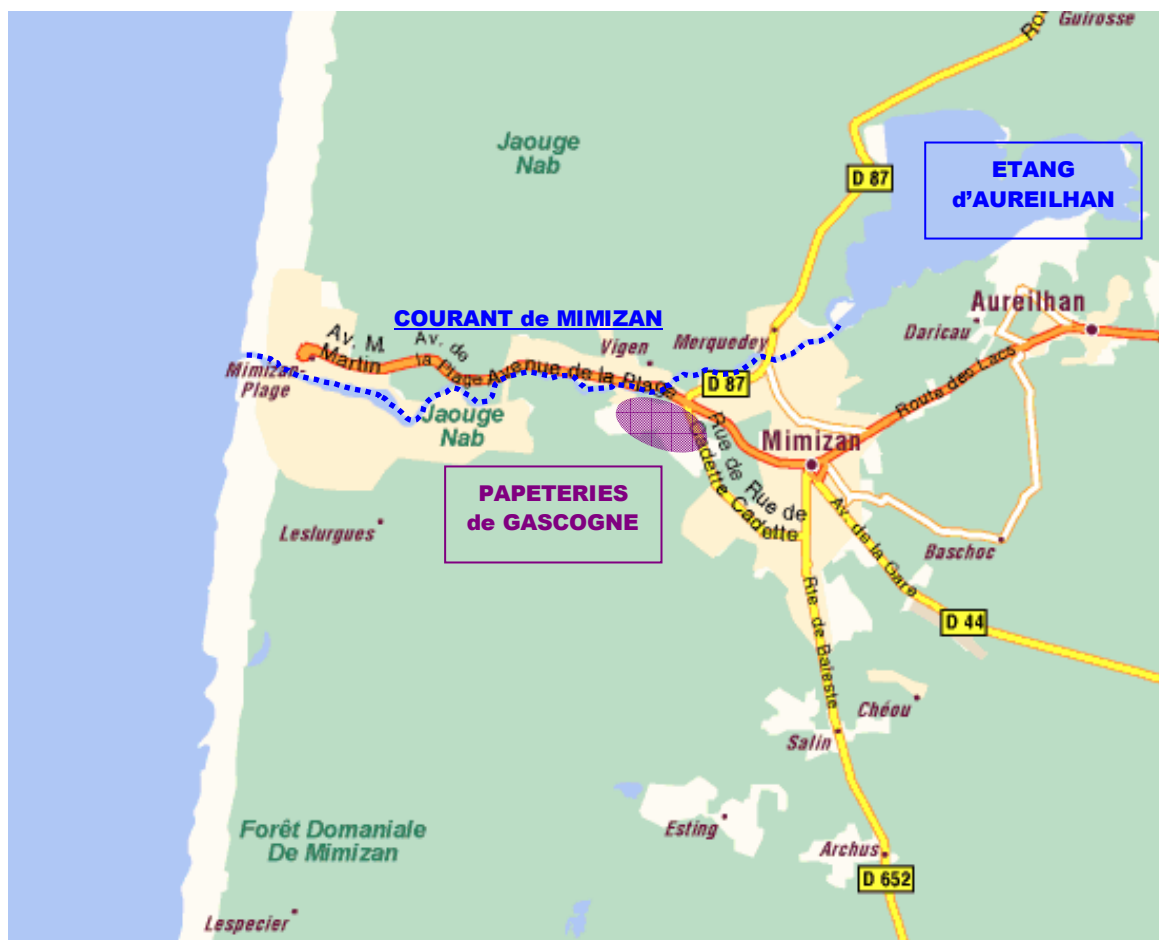 Ro
Guirosse
Jaouge
Nab
ETANG
d'AUREILHAN
D 87
Aureilhan
Daricau
COURANT de MIMIZAN
Merquedey
Vigen
Av. M.
Martin
Av. de
la Plage
Avenue de la Plage
Mimizan-
Plage
D 87
Route des Lacs
Jaouge
Nab
Mimizan
Rue de
Cadette
Rue de
Cadette
PAPETERIES
de GASCOGNE
Leslurgues
Av. de la Gare
Baschoc
Rte de Baleste
D 44
Chéou
Salin
Esting
Archus
Forêt Domaniale
De Mimizan
D 652
Lespecier